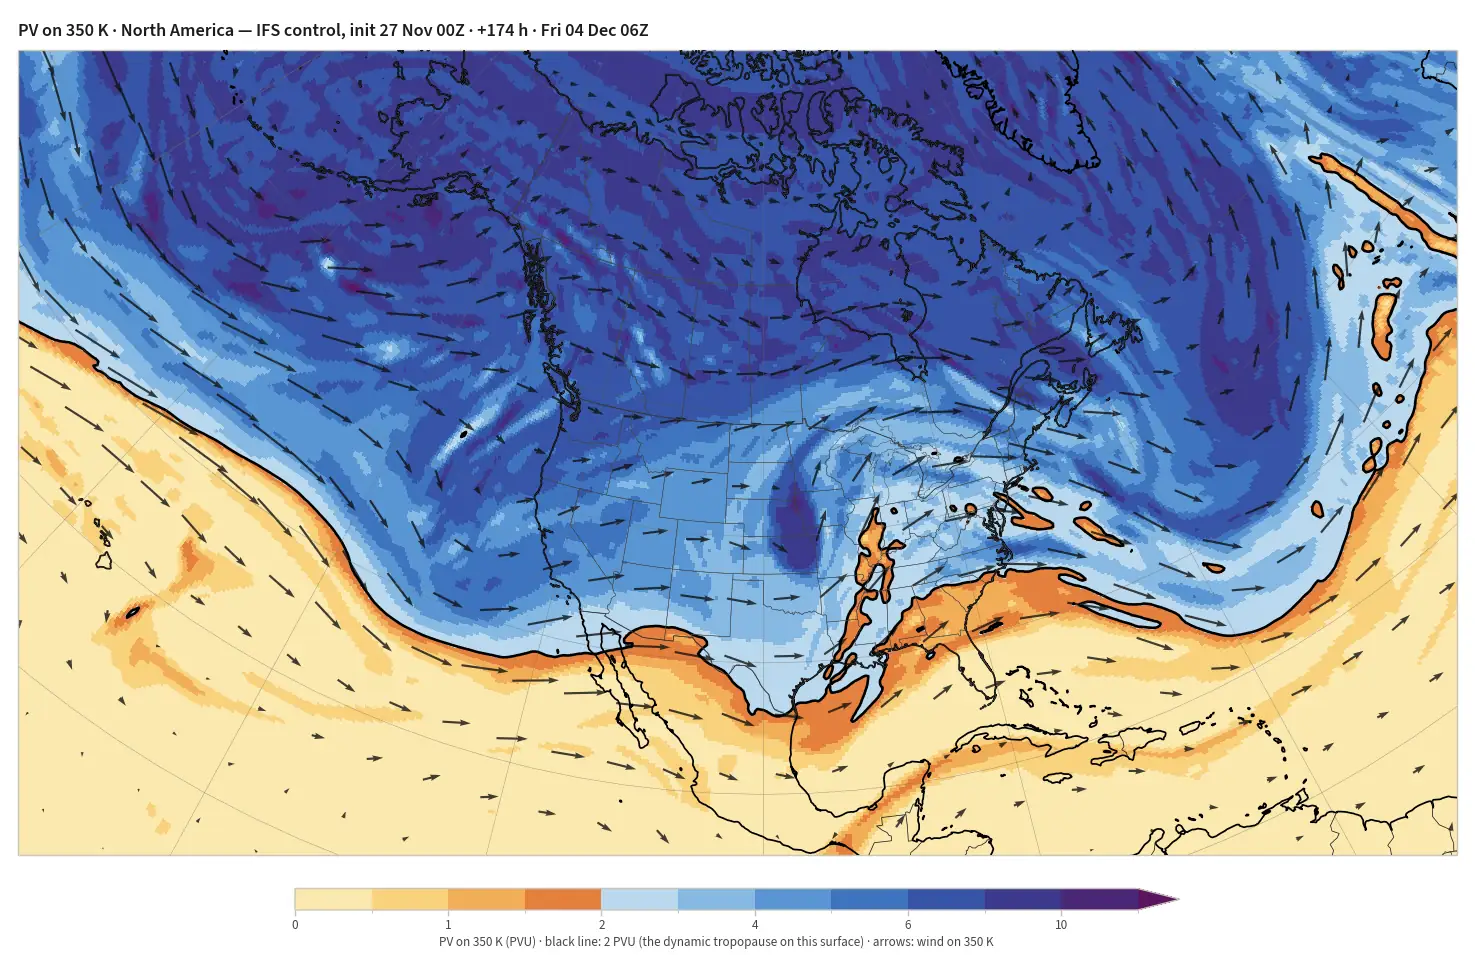 PV on 350 K · North America — IFS control, init 27 Nov 00Z · +174 h · Fri 04 Dec 06Z
0 1 2 4 6 10
PV on 350 K (PVU) · black line: 2 PVU (the dynamic tropopause on this surface) · arrows: wind on 350 K